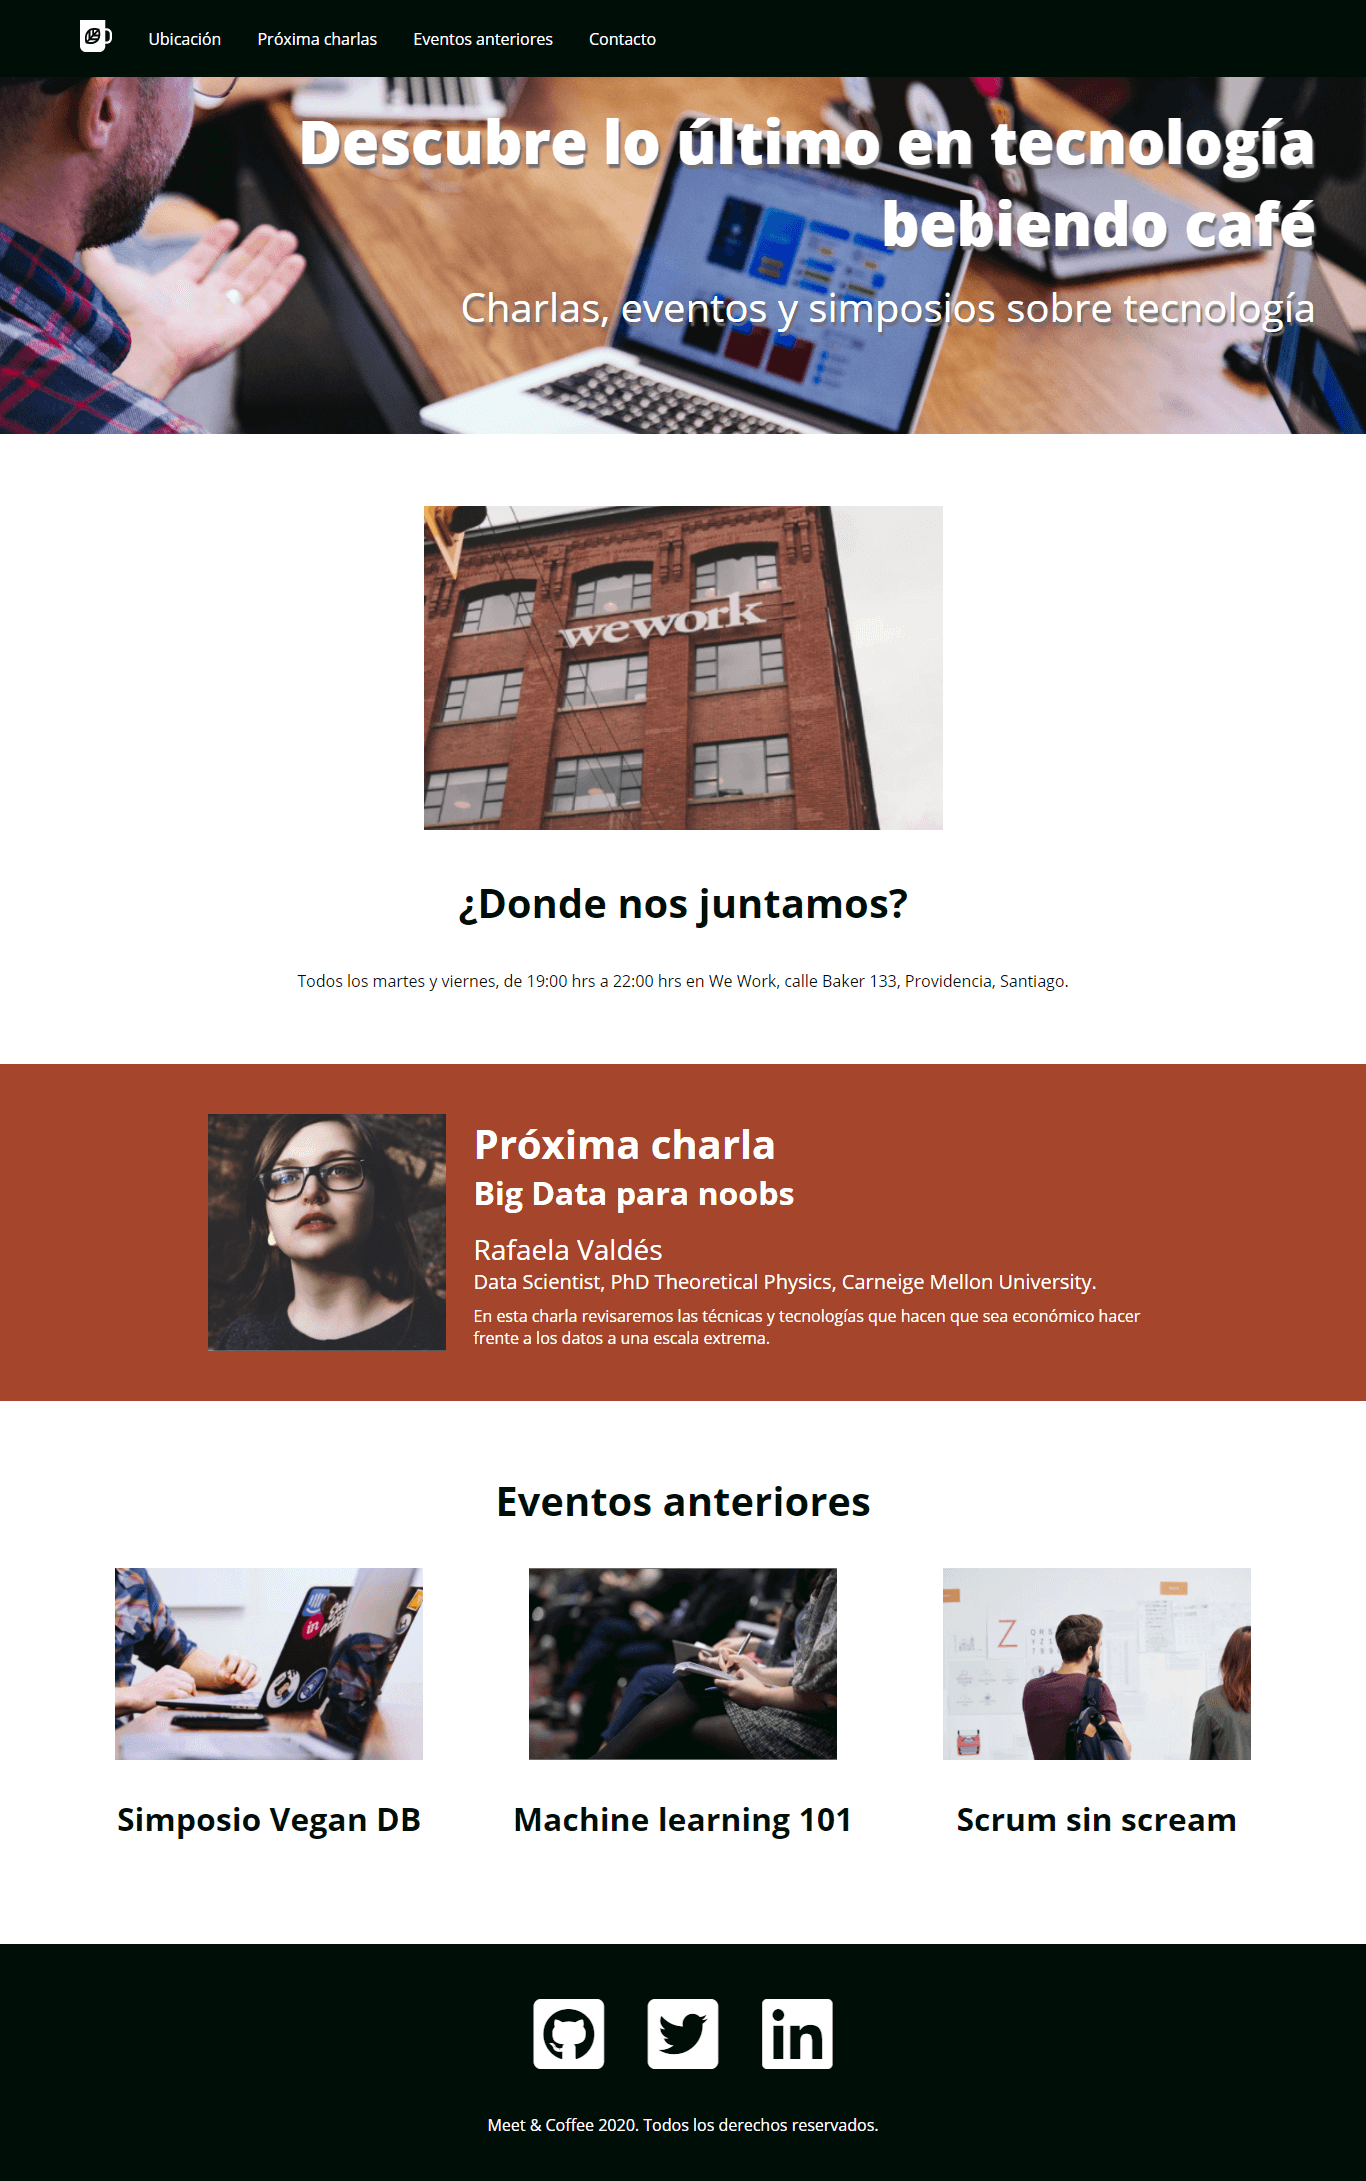 Ubicación Próxima charlas Eventos anteriores Contacto
Descubre lo último en tecnología
bebiendo café
Charlas, eventos y simposios sobre tecnología
wework
¿Donde nos juntamos?
Todos los martes y viernes, de 19:00 hrs a 22:00 hrs en We Work, calle Baker 133, Providencia, Santiago.
Próxima charla
Big Data para noobs
Rafaela Valdés
Data Scientist, PhD Theoretical Physics, Carneige Mellon University.
En esta charla revisaremos las técnicas y tecnologías que hacen que sea económico hacer
frente a los datos a una escala extrema.
Eventos anteriores
in
Z
Simposio Vegan DB
Machine learning 101
Scrum sin scream
in
Meet & Coffee 2020. Todos los derechos reservados.